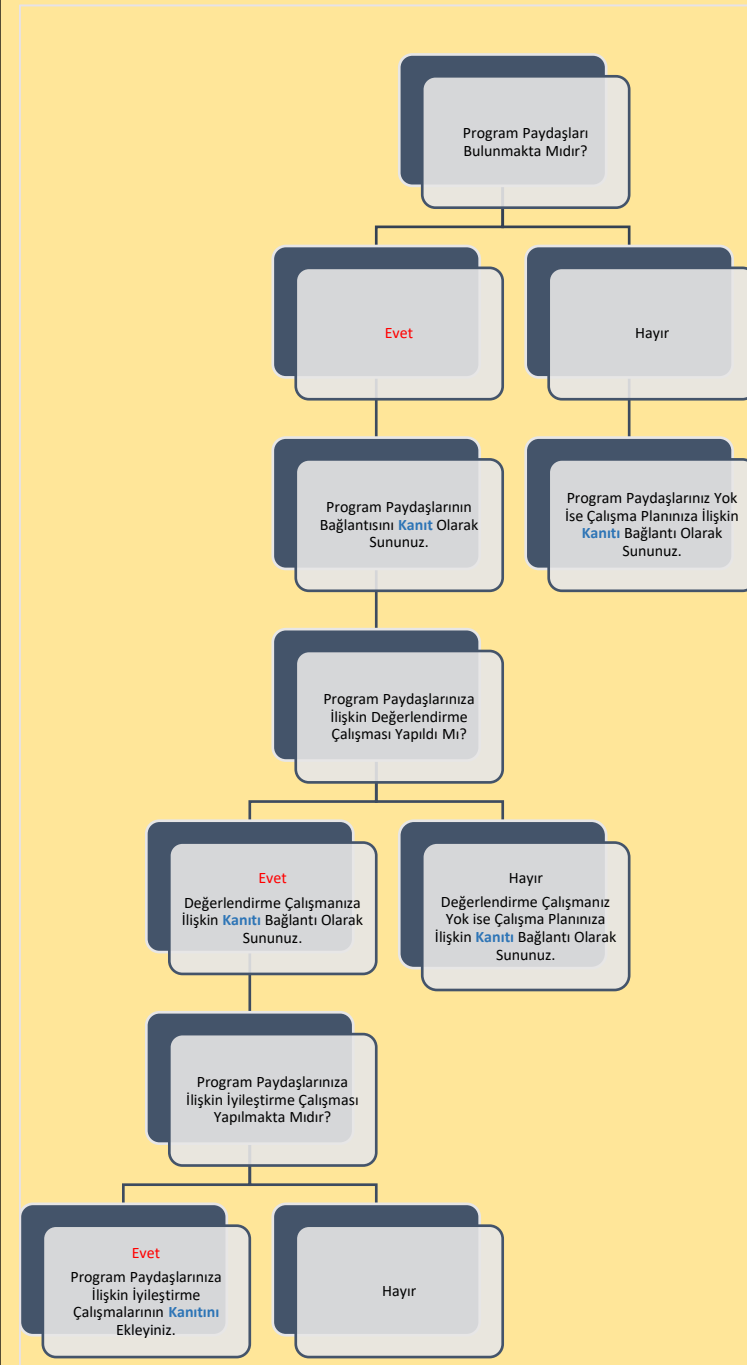 Program Paydaşları
Bulunmakta Mıdır?
Evet
Hayır
Program Paydaşlarının
Bağlantısını Kanıt Olarak
Sununuz.
Program Paydaşlarınız Yok
İse Çalışma Planınıza İlişkin
Kanıtı Bağlantı Olarak
Sununuz.
Program Paydaşlarınıza
İlişkin Değerlendirme
Çalışması Yapıldı Mı?
Evet
Değerlendirme Çalışmanıza
İlişkin Kanıtı Bağlantı Olarak
Sununuz.
Hayır
Değerlendirme Çalışmanız
Yok ise Çalışma Planınıza
İlişkin Kanıtı Bağlantı Olarak
Sununuz.
Program Paydaşlarınıza
İlişkin İyileştirme Çalışması
Yapılmakta Mıdır?
Evet
Program Paydaşlarınıza
İlişkin İyileştirme
Çalışmalarının Kanıtını
Ekleyiniz.
Hayır